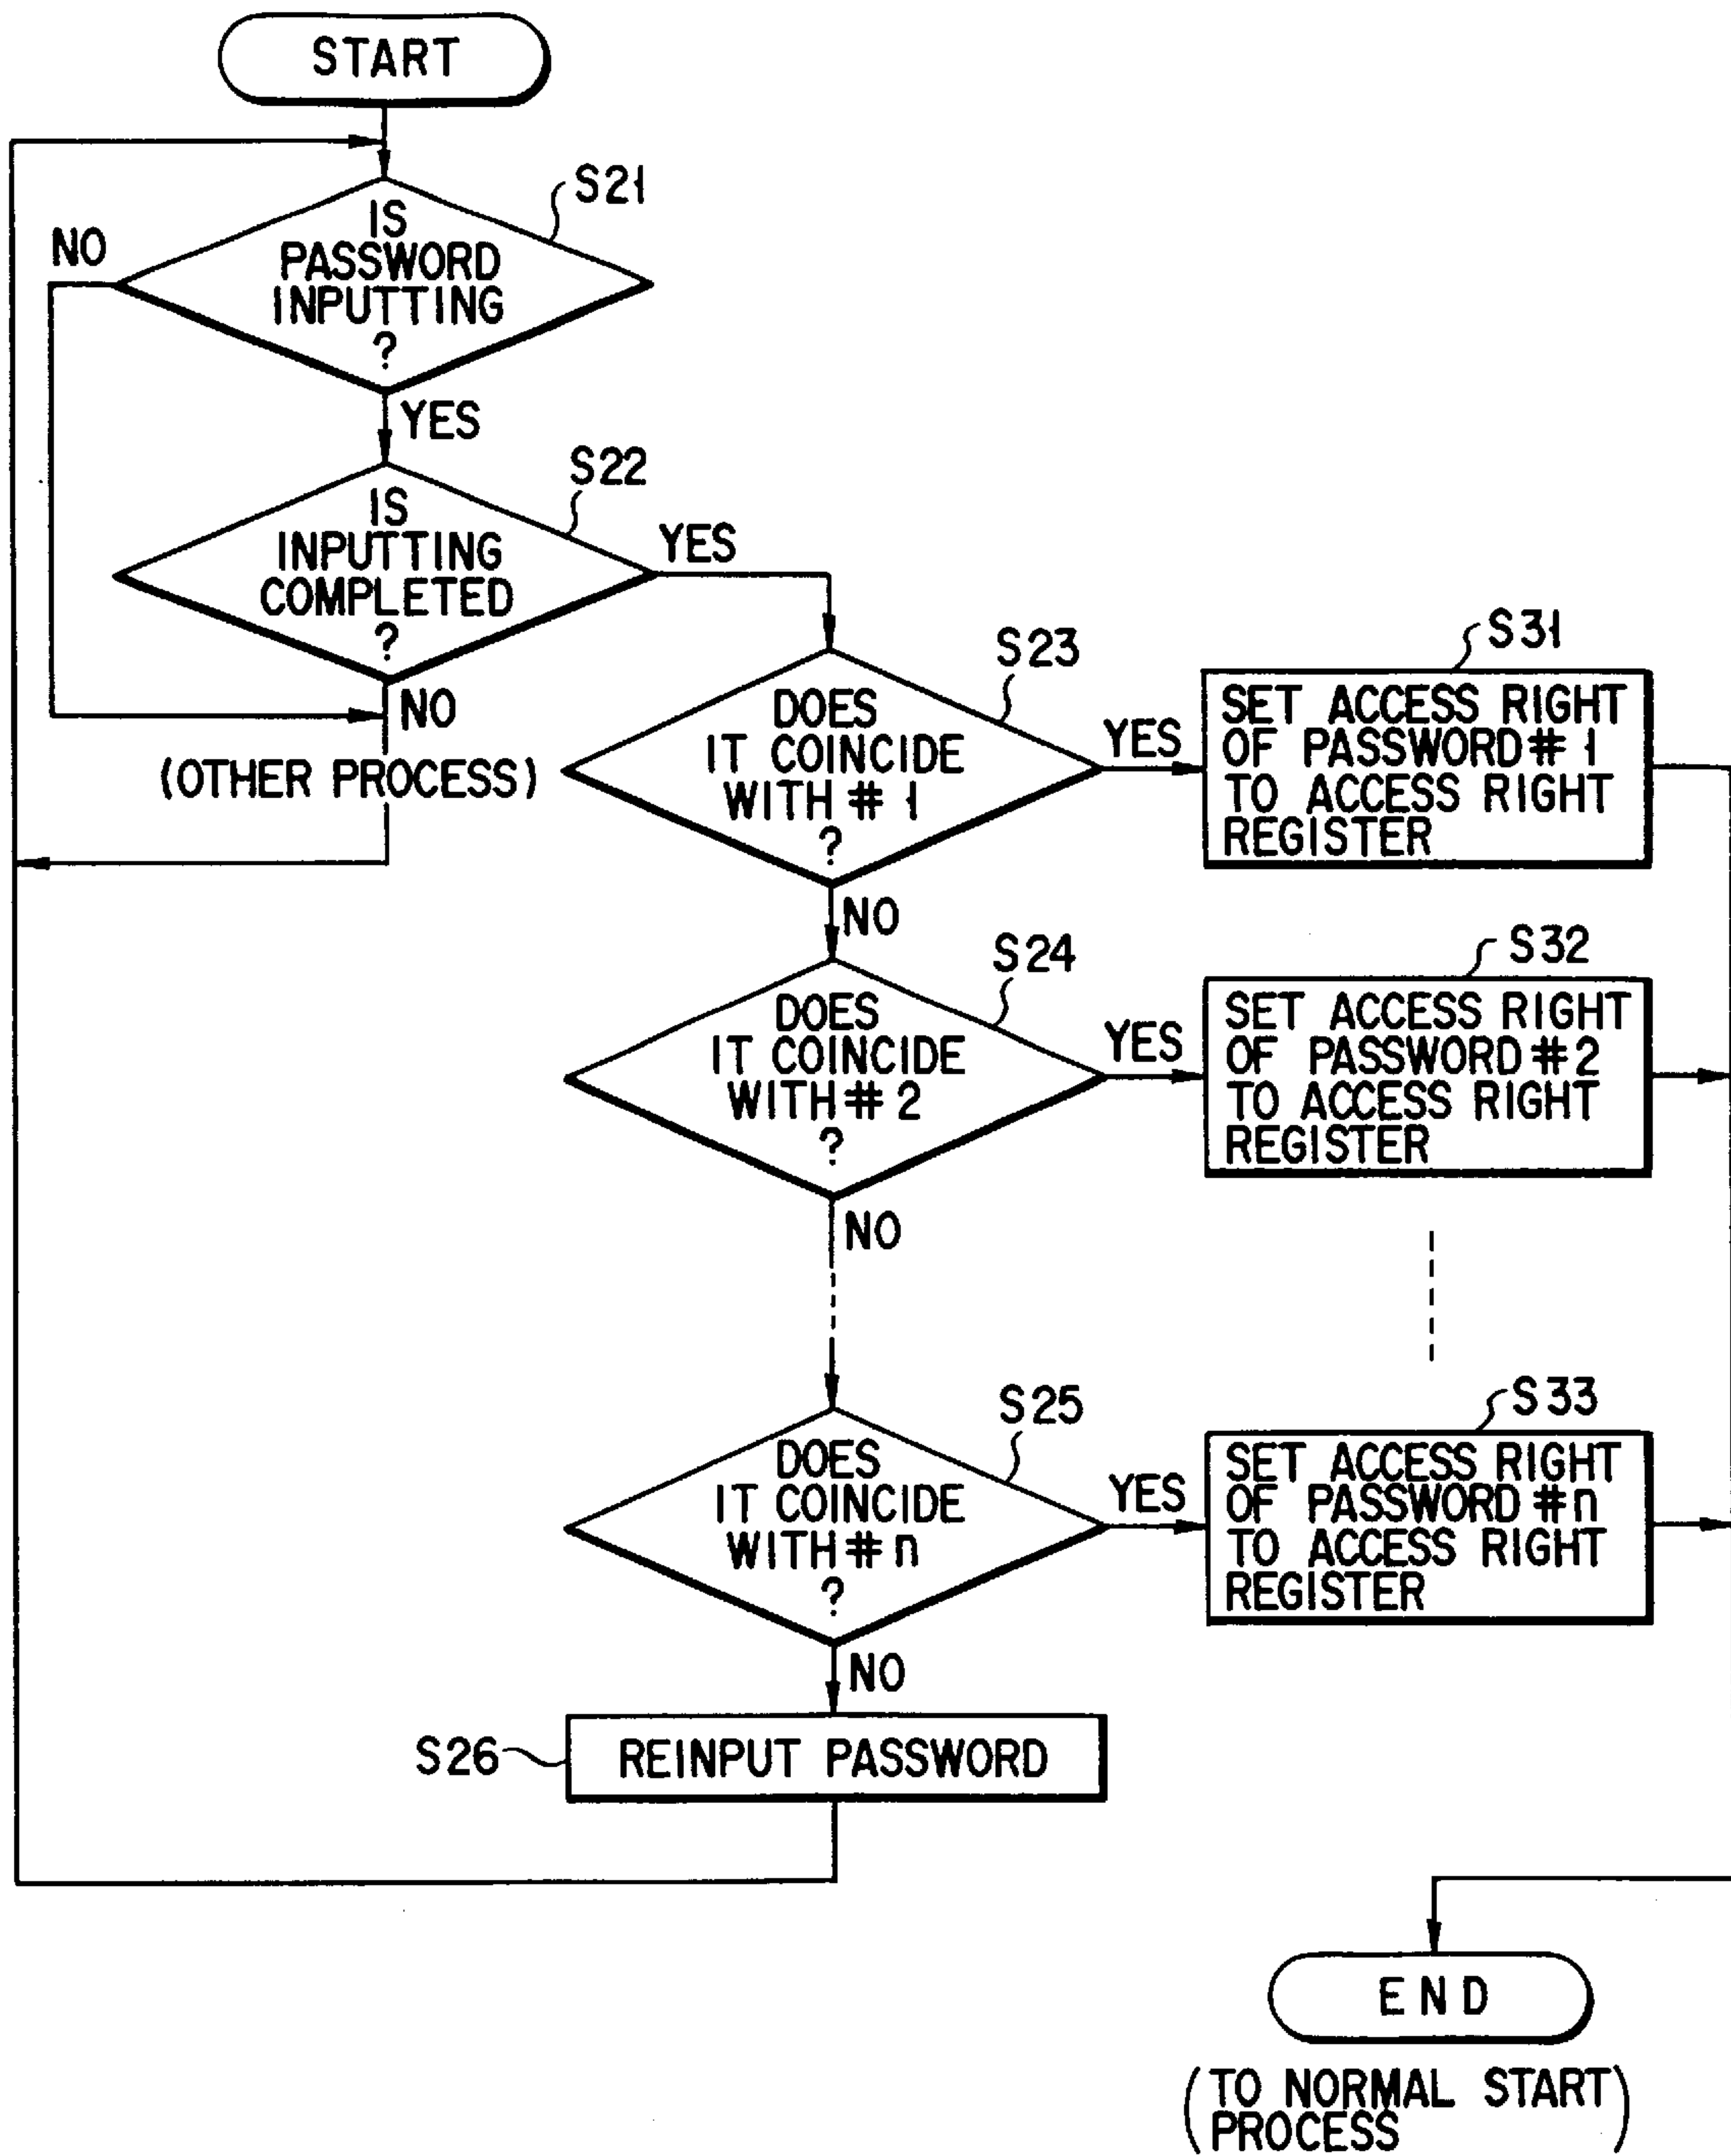 START
S21
NO
IS
PASSWORD
INPUTTING
?
YES
S22
IS
INPUTTING
COMPLETED
?
YES
NO
(OTHER PROCESS)
S23
DOES
IT COINCIDE
WITH # 1
?
YES
S31
SET ACCESS RIGHT
OF PASSWORD # 1
TO ACCESS RIGHT
REGISTER
NO
S24
DOES
IT COINCIDE
WITH # 2
?
YES
S32
SET ACCESS RIGHT
OF PASSWORD # 2
TO ACCESS RIGHT
REGISTER
NO
S25
DOES
IT COINCIDE
WITH # n
?
YES
S33
SET ACCESS RIGHT
OF PASSWORD # n
TO ACCESS RIGHT
REGISTER
NO
S26
REINPUT PASSWORD
END
(TO NORMAL START
PROCESS)